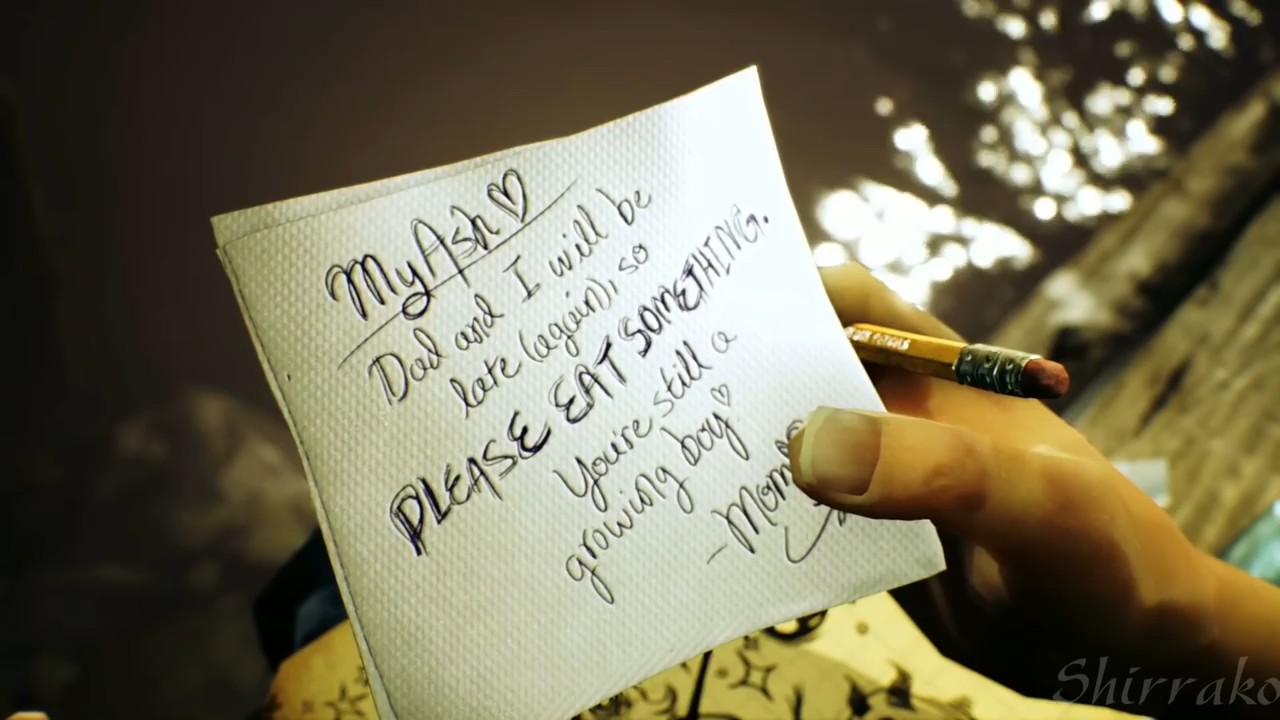 My Ash ♡
Dad and I will be
late (again), so
PLEASE EAT SOMETHING.
You're still a
growing boy ♡
-Mom
Shirrako